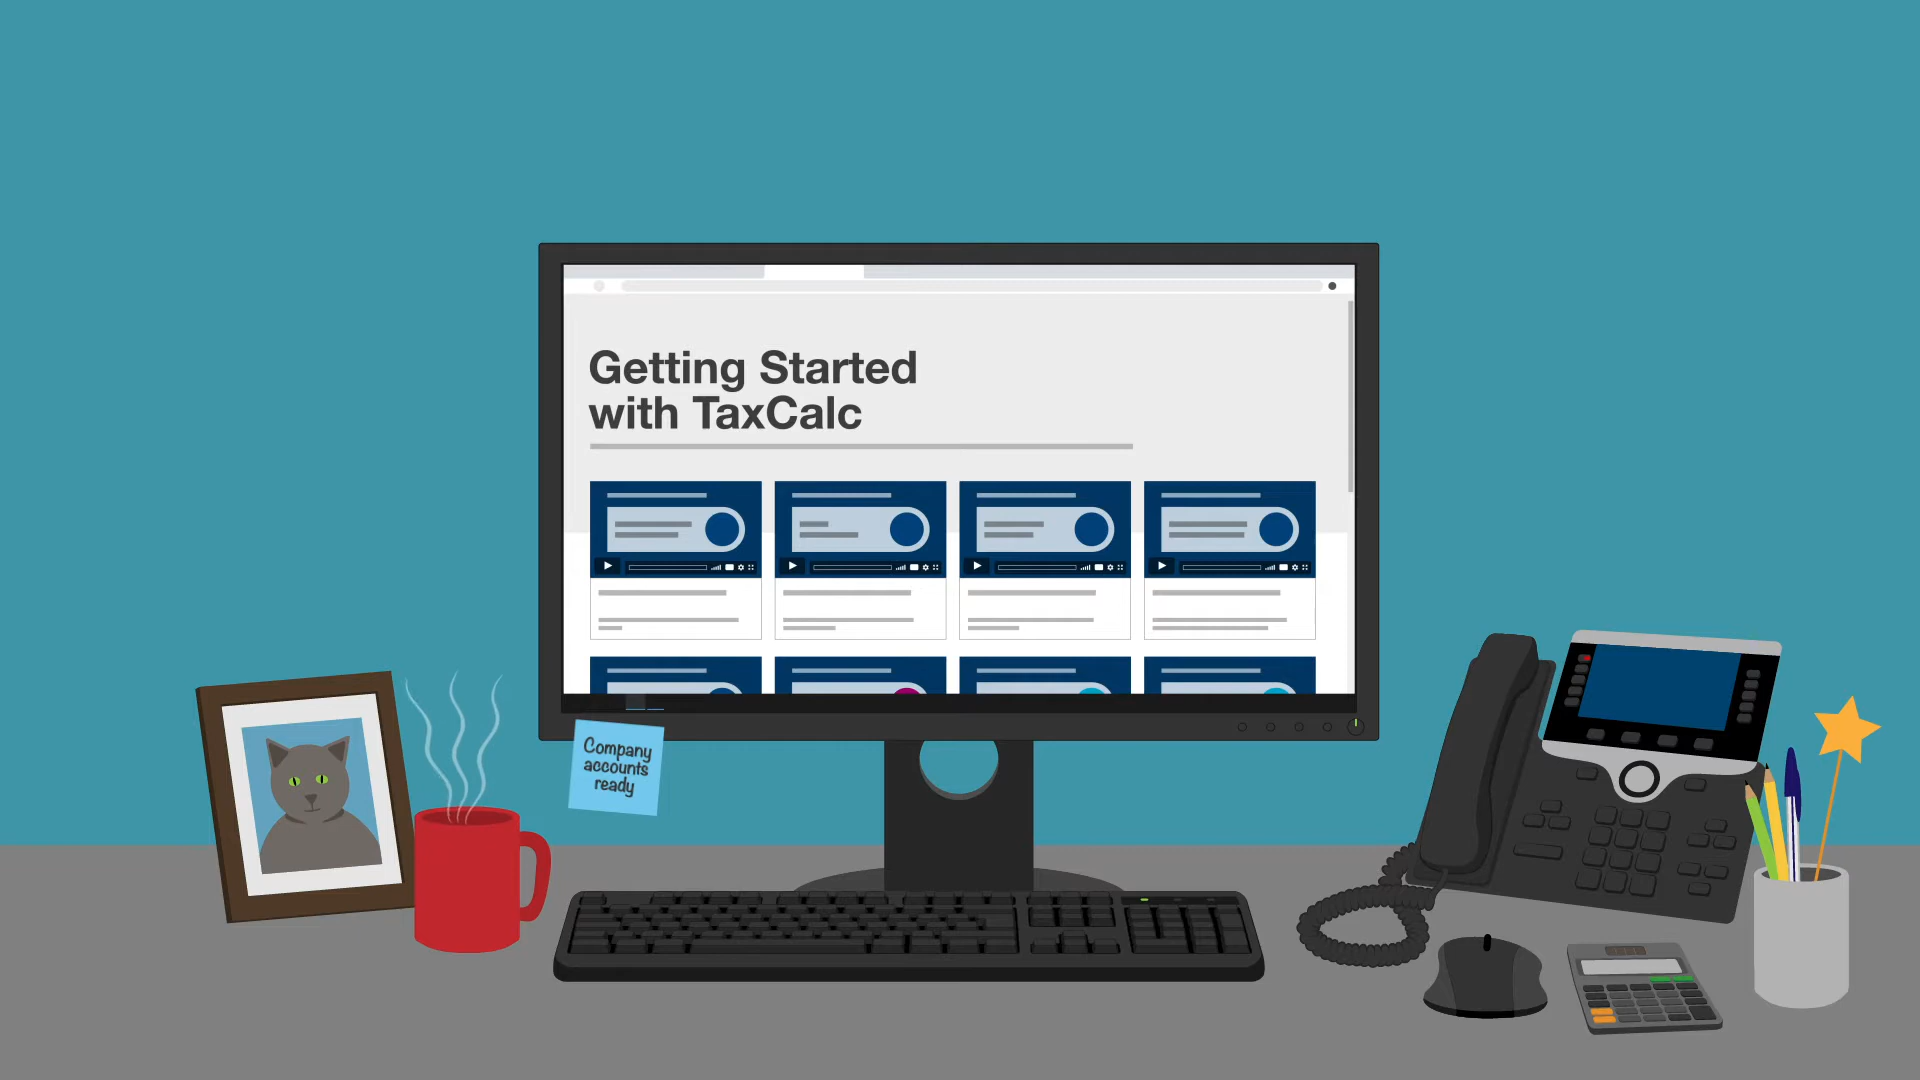 Getting Started
with TaxCalc
Company
accounts
ready